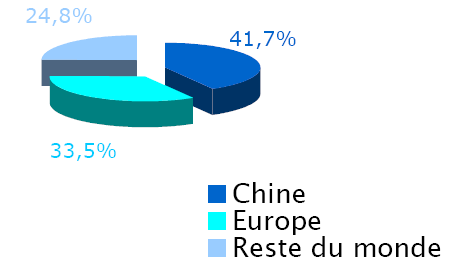 24,8%
41,7%
33,5%
Chine
Europe
Reste du monde